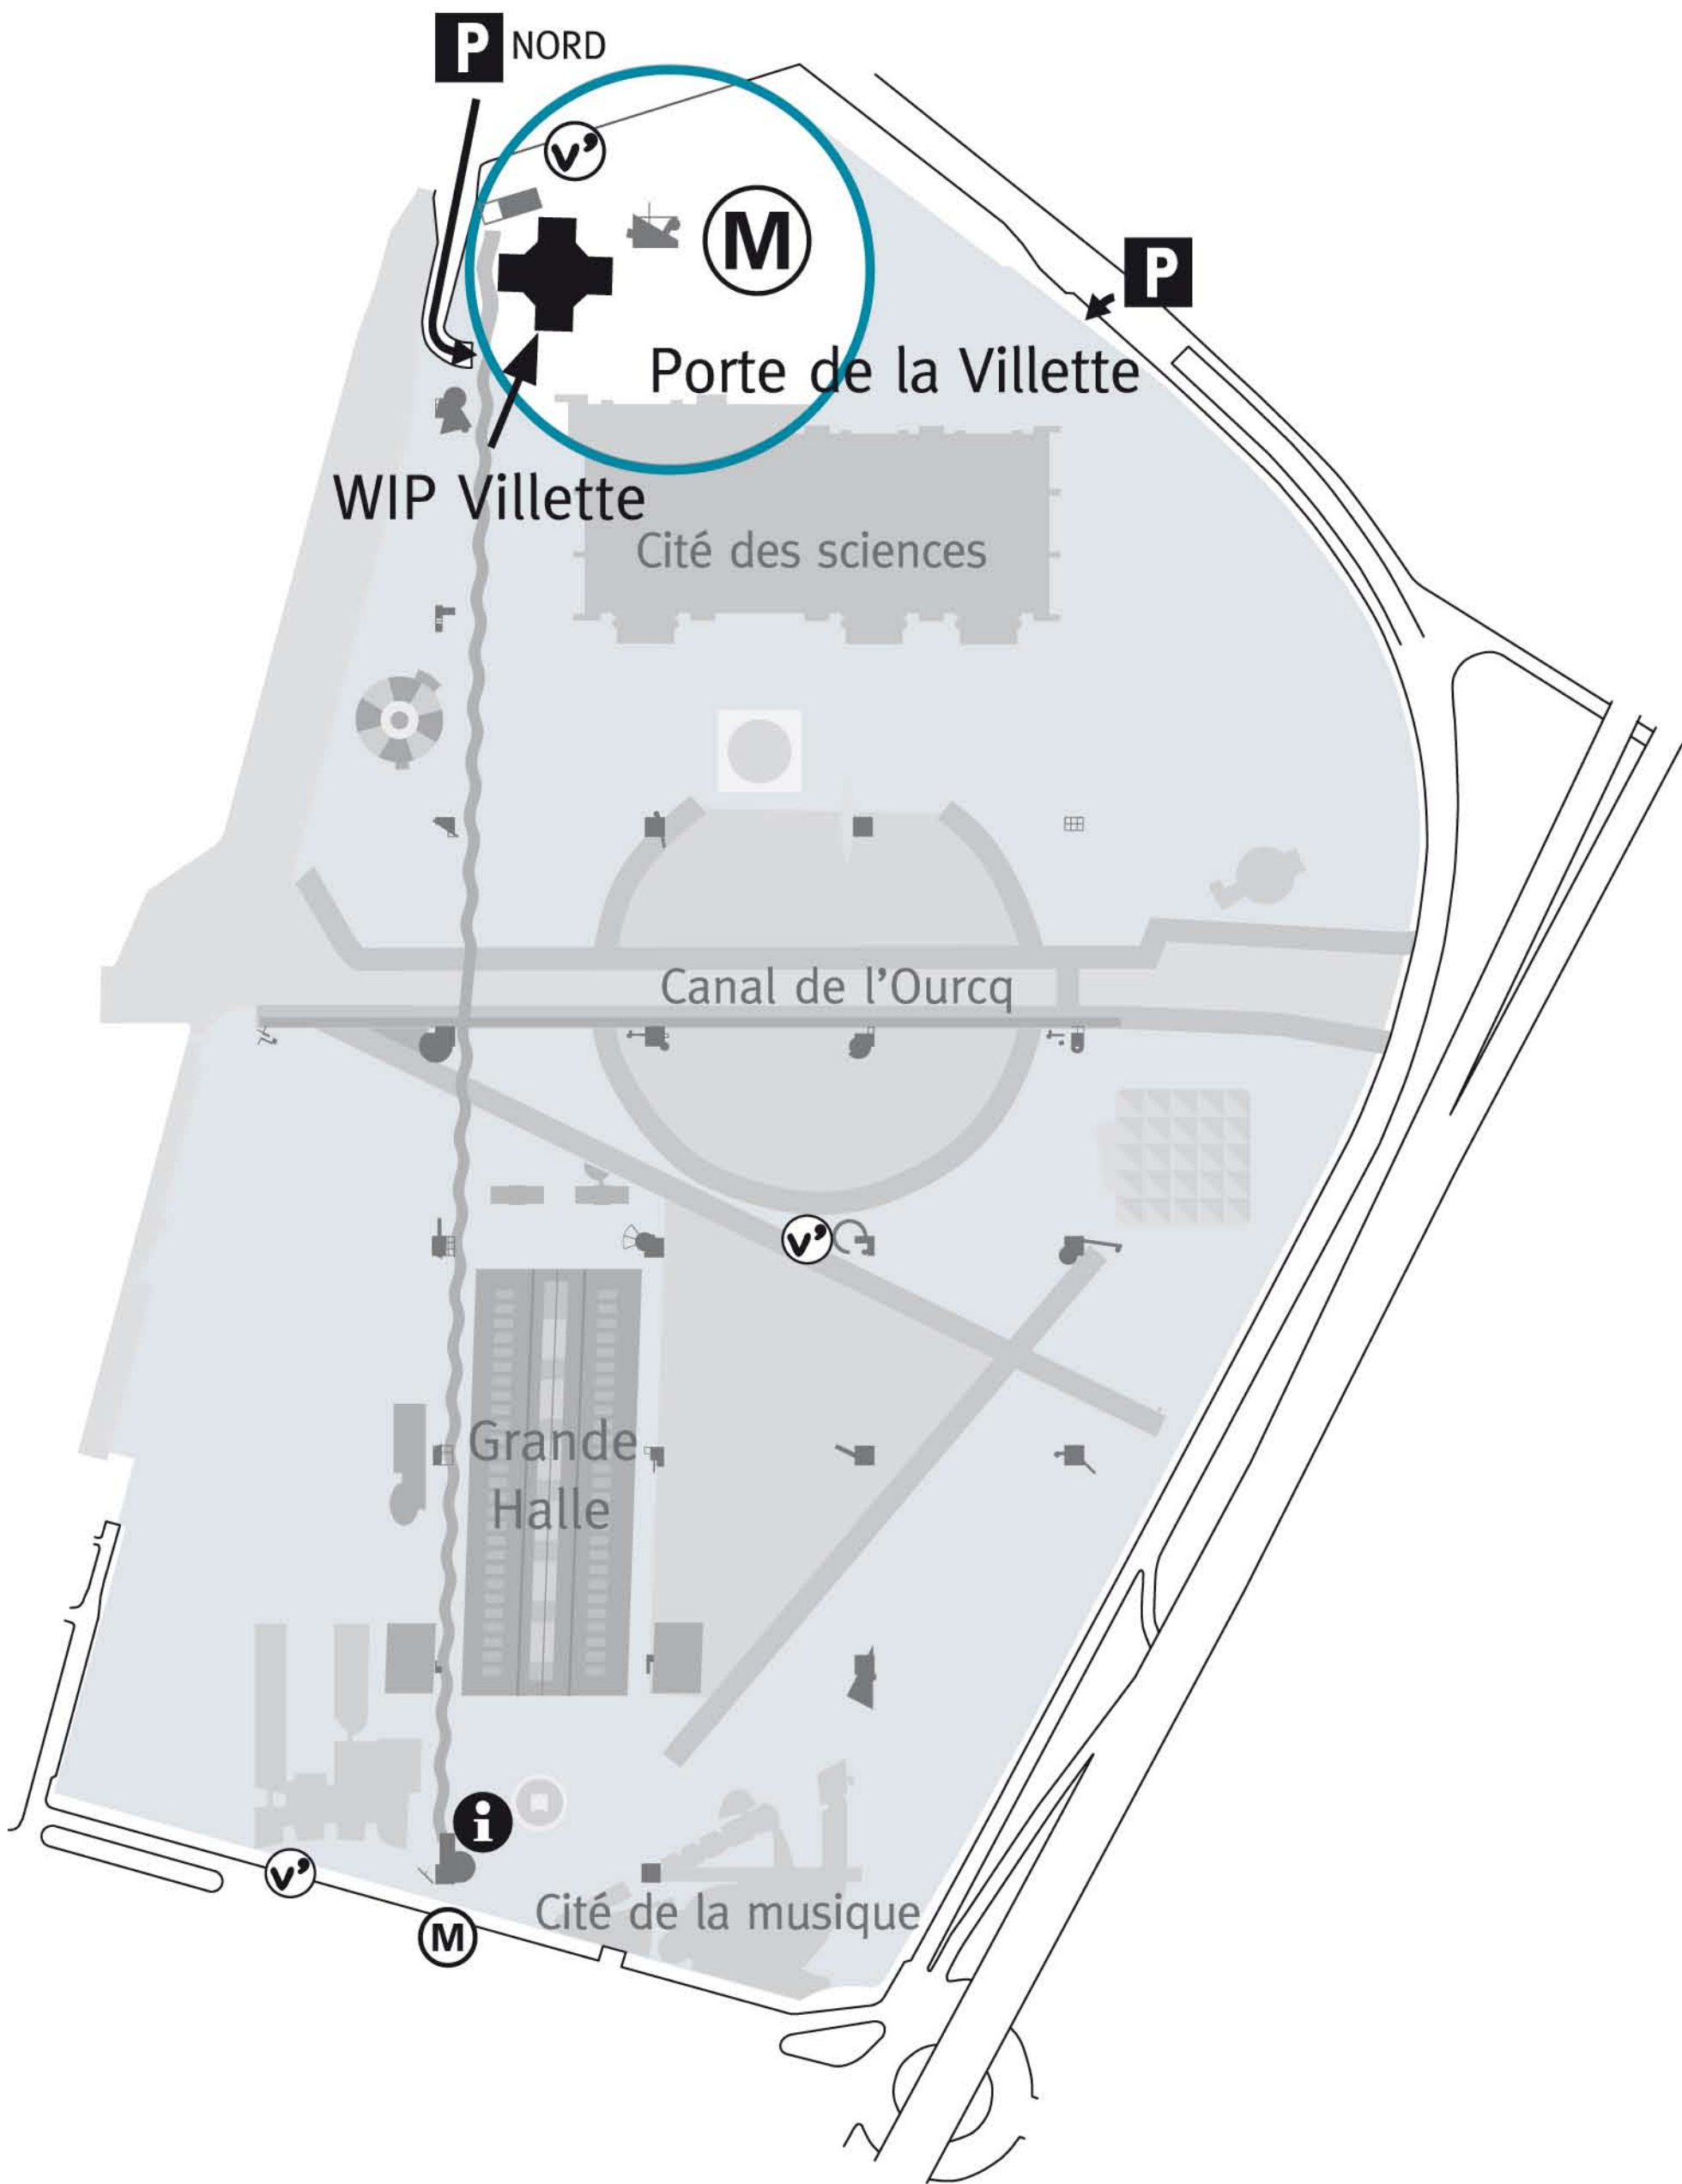 P NORD
v'
M
P
Porte de la Villette
WIP Villette
Cité des sciences
Canal de l'Ourcq
v'
Grande
Halle
i
v'
Cité de la musique
M